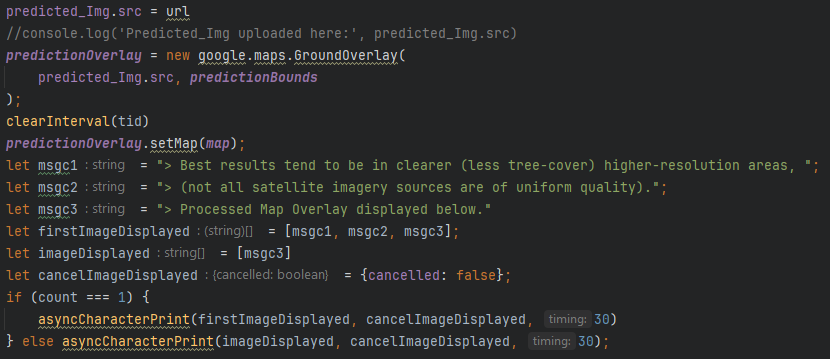 predicted_Img.src = url
//console.log('Predicted_Img uploaded here:', predicted_Img.src)
predictionOverlay = new google.maps.GroundOverlay(
    predicted_Img.src, predictionBounds
);
clearInterval(tid)
predictionOverlay.setMap(map);
let msgc1 : string = "> Best results tend to be in clearer (less tree-cover) higher-resolution areas, ";
let msgc2 : string = "> (not all satellite imagery sources are of uniform quality).";
let msgc3 : string = "> Processed Map Overlay displayed below."
let firstImageDisplayed : (string)[] = [msgc1, msgc2, msgc3];
let imageDisplayed : string[] = [msgc3]
let cancelImageDisplayed : {cancelled: boolean} = {cancelled: false};
if (count === 1) {
    asyncCharacterPrint(firstImageDisplayed, cancelImageDisplayed, timing: 30)
} else asyncCharacterPrint(imageDisplayed, cancelImageDisplayed, timing: 30);